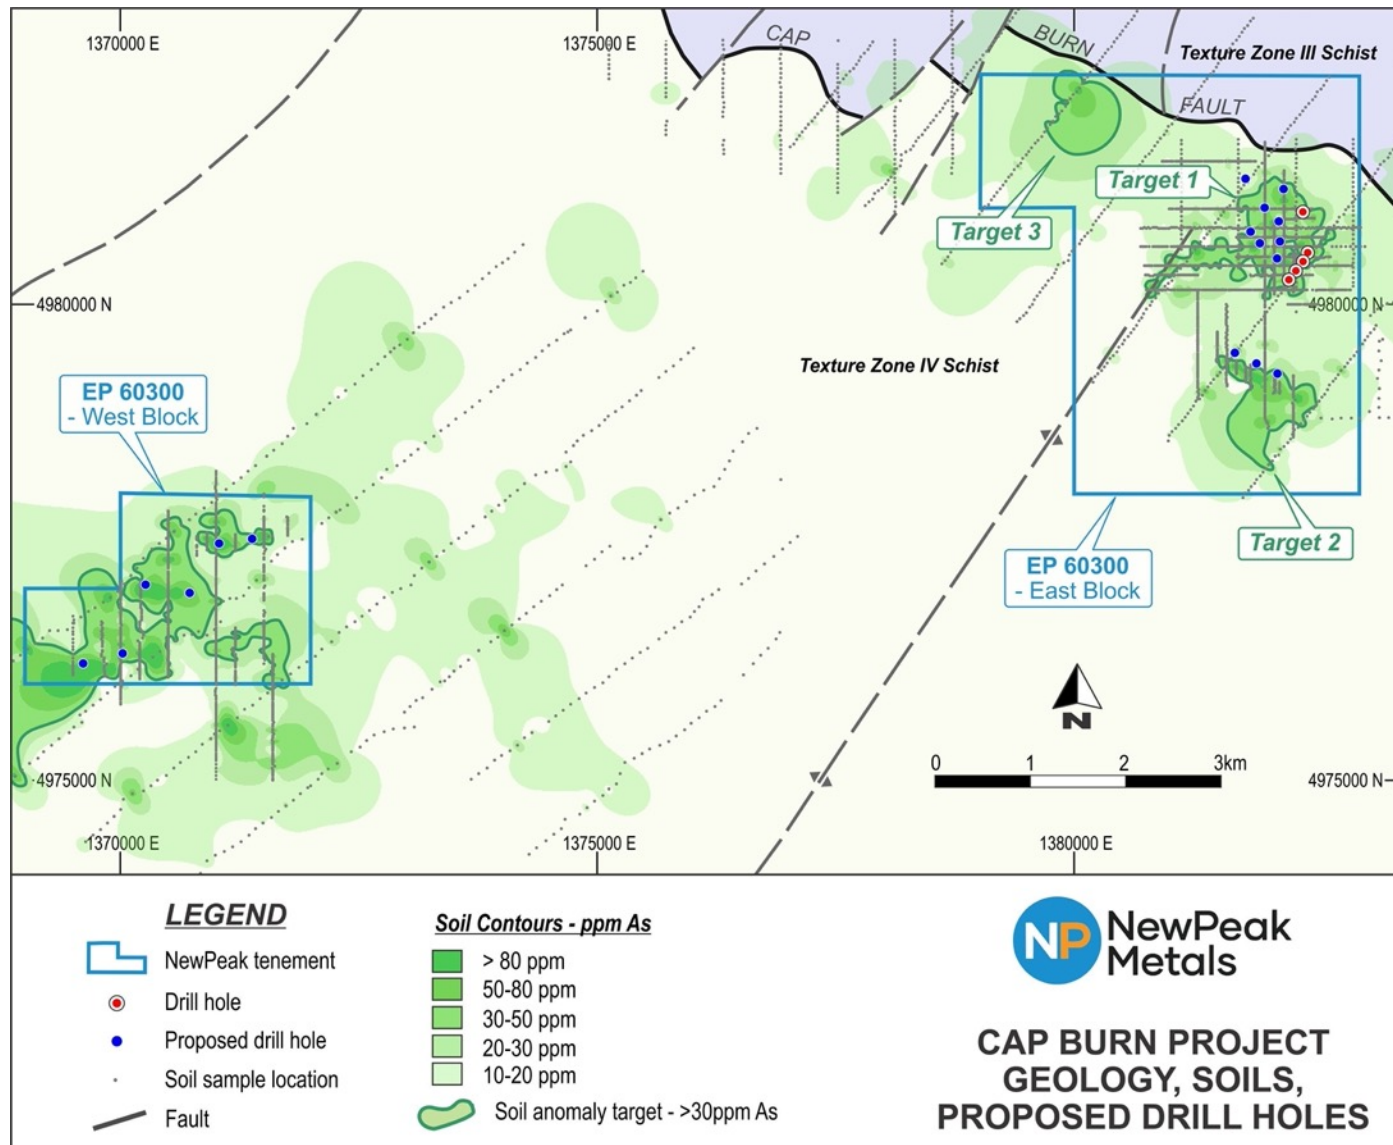 1370000 E
1375000 E
CAP
BURN
Texture Zone III Schist
FAULT
Target 1
Target 3
4980000 N
4980000 N
Texture Zone IV Schist
EP 60300
- West Block
Target 2
EP 60300
- East Block
N
0 1 2 3km
4975000 N
4975000 N
1370000 E
1375000 E
1380000 E
LEGEND
NewPeak tenement
Drill hole
Proposed drill hole
Soil sample location
Fault
Soil Contours - ppm As
> 80 ppm
50-80 ppm
30-50 ppm
20-30 ppm
10-20 ppm
Soil anomaly target - >30ppm As
NP
NewPeak
Metals
CAP BURN PROJECT
GEOLOGY, SOILS,
PROPOSED DRILL HOLES